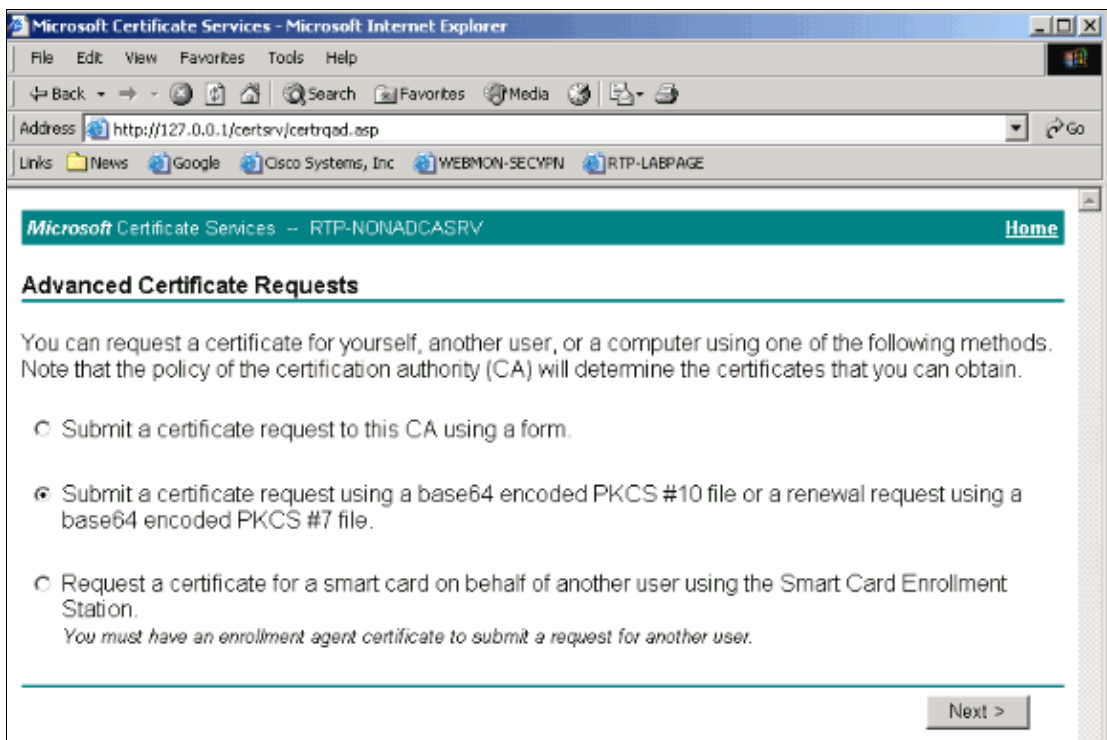 Microsoft Certificate Services - Microsoft Internet Explorer
File Edit View Favorites Tools Help
Back Search Favorites Media
Address http://127.0.0.1/certsrv/certrqad.asp Go
Links News Google Cisco Systems, Inc WEBMON-SECVPN RTP-LABPAGE
Microsoft Certificate Services -- RTP-NONADCASRV Home
Advanced Certificate Requests
You can request a certificate for yourself, another user, or a computer using one of the following methods.
Note that the policy of the certification authority (CA) will determine the certificates that you can obtain.
Submit a certificate request to this CA using a form.
Submit a certificate request using a base64 encoded PKCS #10 file or a renewal request using a
base64 encoded PKCS #7 file.
Request a certificate for a smart card on behalf of another user using the Smart Card Enrollment
Station.
You must have an enrollment agent certificate to submit a request for another user.
Next >